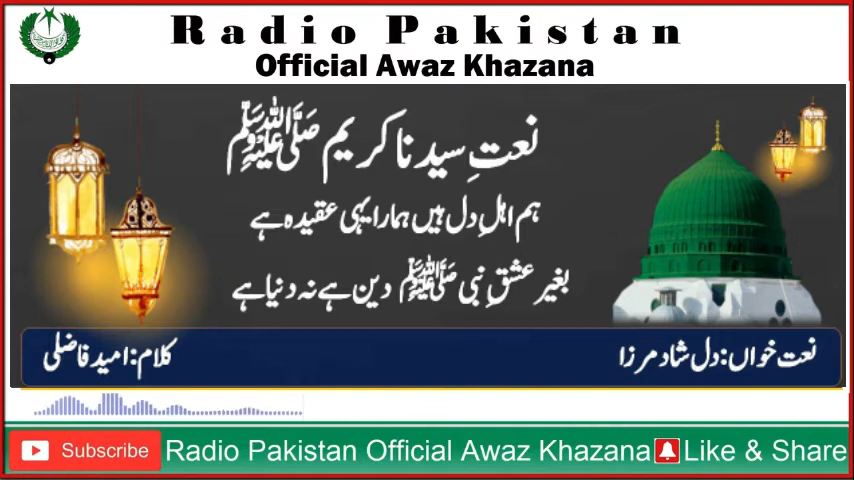 Radio Pakistan
Official Awaz Khazana
نعتِ سیدنا کریم ﷺ
ہم اہلِ دل ہیں ہمارا یہی عقیدہ ہے
بغیر عشقِ نبی ﷺ دین ہے نہ دنیا ہے
نعت خواں: دل شاد مرزا
کلام: امید فاضلی
Subscribe Radio Pakistan Official Awaz Khazana Like & Share